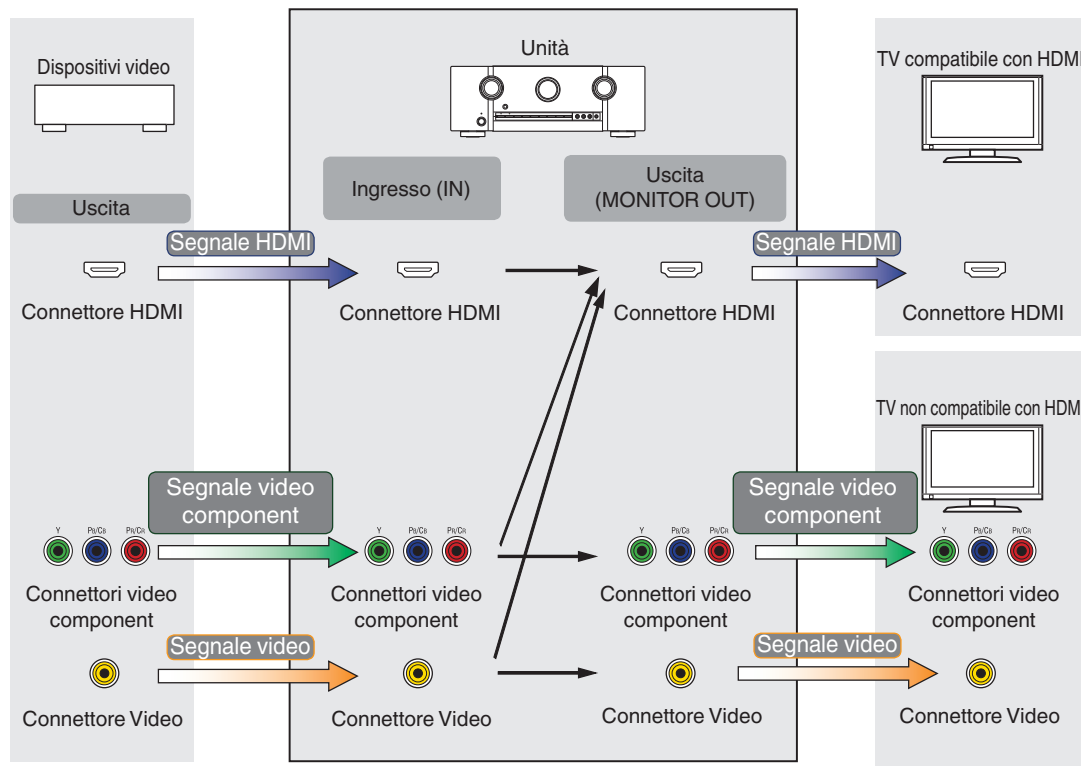 Dispositivi video
Unità
TV compatibile con HDMI
Uscita
Ingresso (IN)
Uscita
(MONITOR OUT)
Segnale HDMI
Segnale HDMI
Connettore HDMI
Connettore HDMI
Connettore HDMI
Connettore HDMI
TV non compatibile con HDM
Segnale video
component
Segnale video
component
Y PB/CB PR/CR
Y PB/CB PR/CR
Y PB/CB PR/CR
Y PB/CB PR/CR
Connettori video
component
Connettori video
component
Connettori video
component
Connettori video
component
Segnale video
Segnale video
Connettore Video
Connettore Video
Connettore Video
Connettore Video